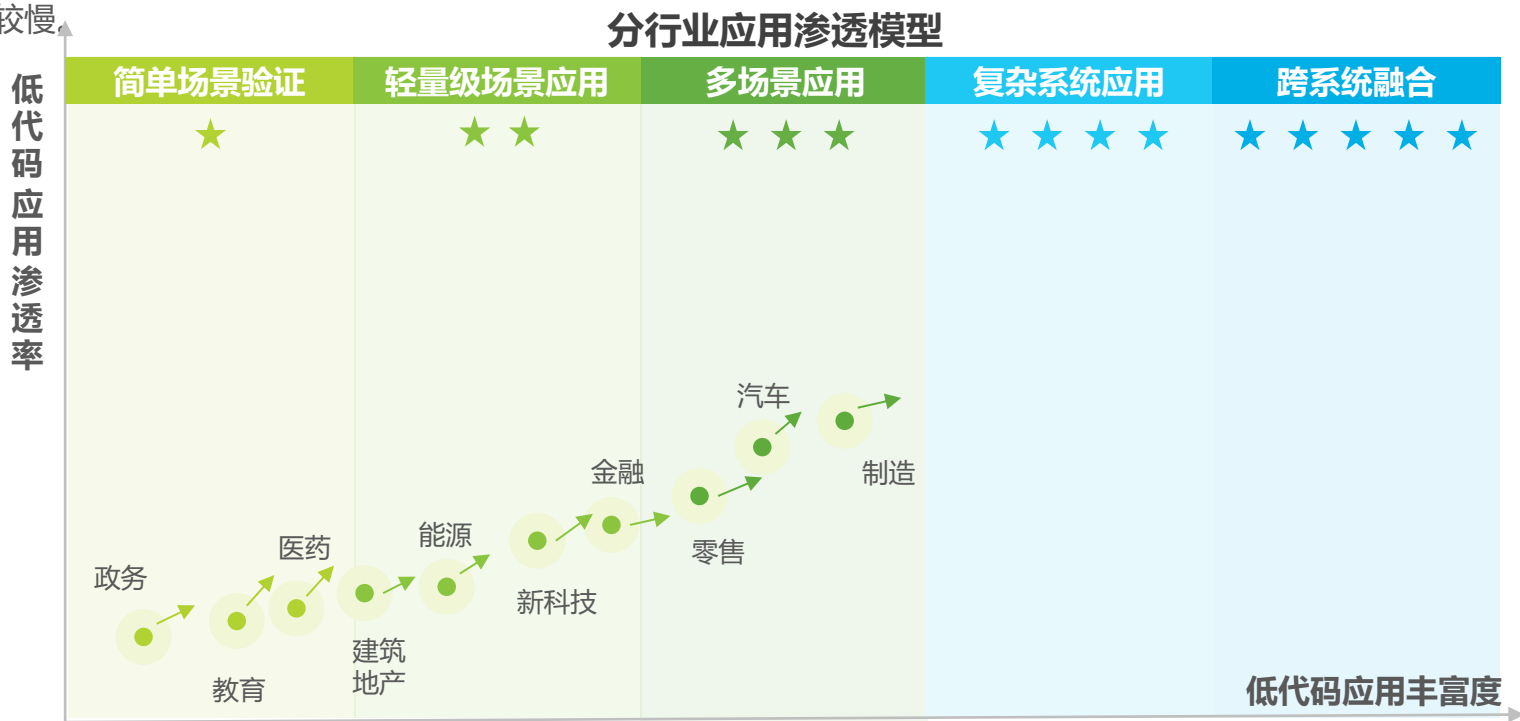 较慢。
分行业应用渗透模型
低代码应用渗透率
简单场景验证
轻量级场景应用
多场景应用
复杂系统应用
跨系统融合
汽车
制造
金融
零售
能源
医药
政务
新科技
建筑
地产
教育
低代码应用丰富度